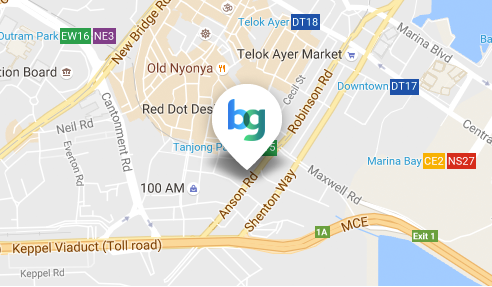 Telok Ayer DT18
Outram Park EW16 NE3
New Bridge Rd
Telok Ayer Market
Marina Blvd
Old Nyonya
Board
Cantonment Rd
Downtown DT17
Cecil St
Robinson Rd
Red Dot Des
bg
Neil Rd
Everton Rd
Tanjong
Marina Bay CE2 NS27
100 AM
Maxwell Rd
Anson Rd
Shenton Way
1A
MCE
Exit 1
Keppel Viaduct (Toll road)
Keppel Rd